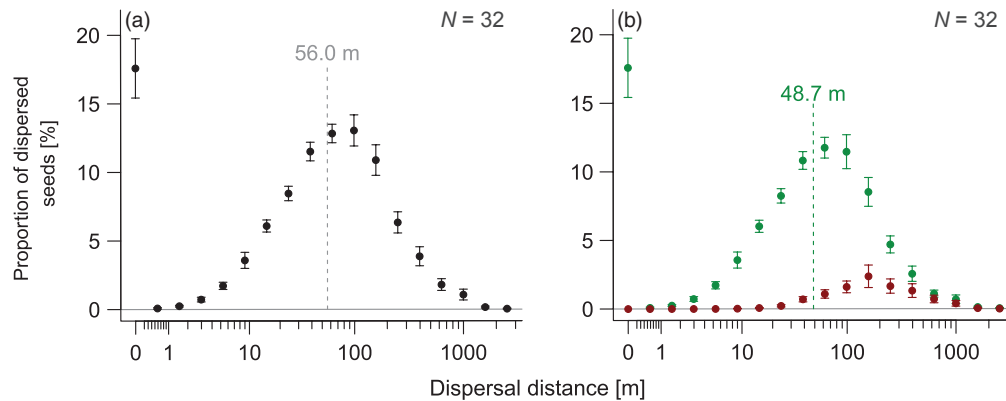 (a)
N = 32
(b)
N = 32
Proportion of dispersed
seeds [%]
20
15
10
5
0
56.0 m
0
1
10
100
1000
20
15
10
5
0
48.7 m
0
1
10
100
1000
Dispersal distance [m]